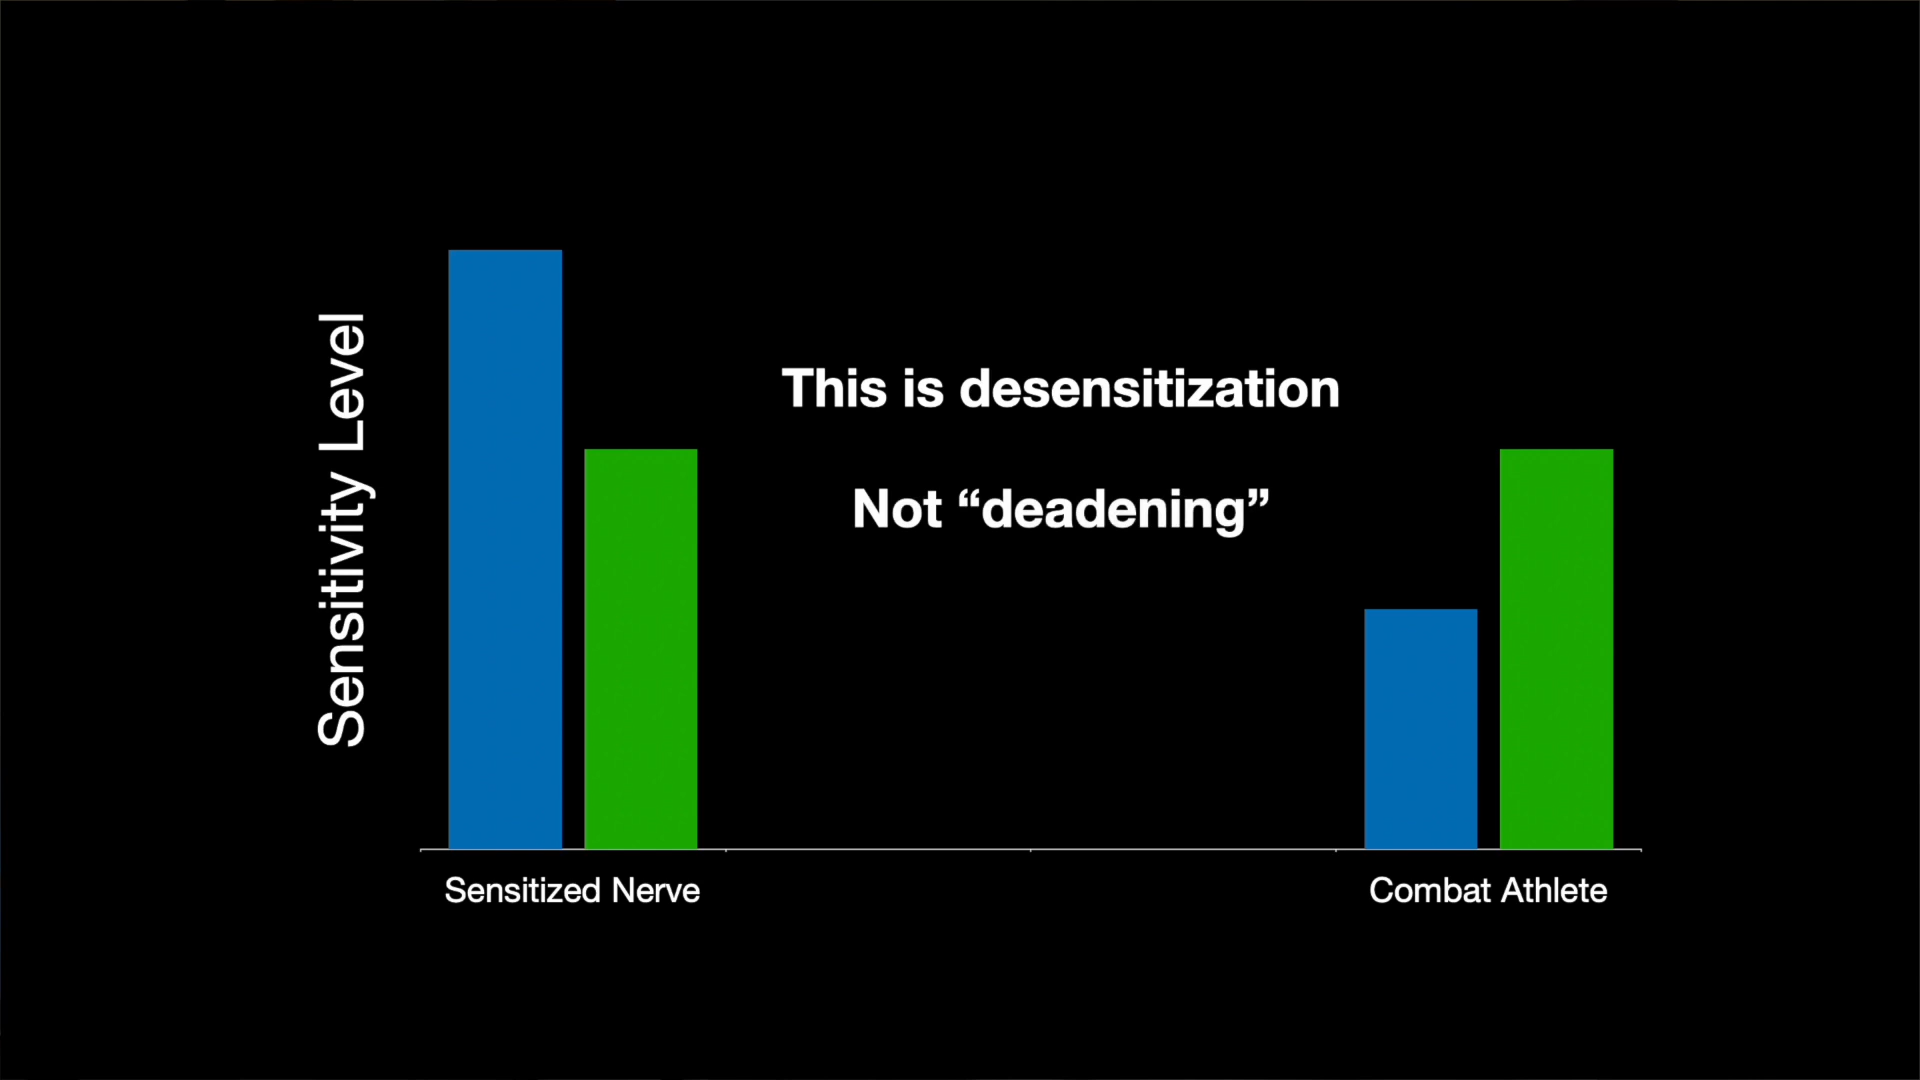 Sensitivity Level
This is desensitization
Not “deadening”
Sensitized Nerve
Combat Athlete